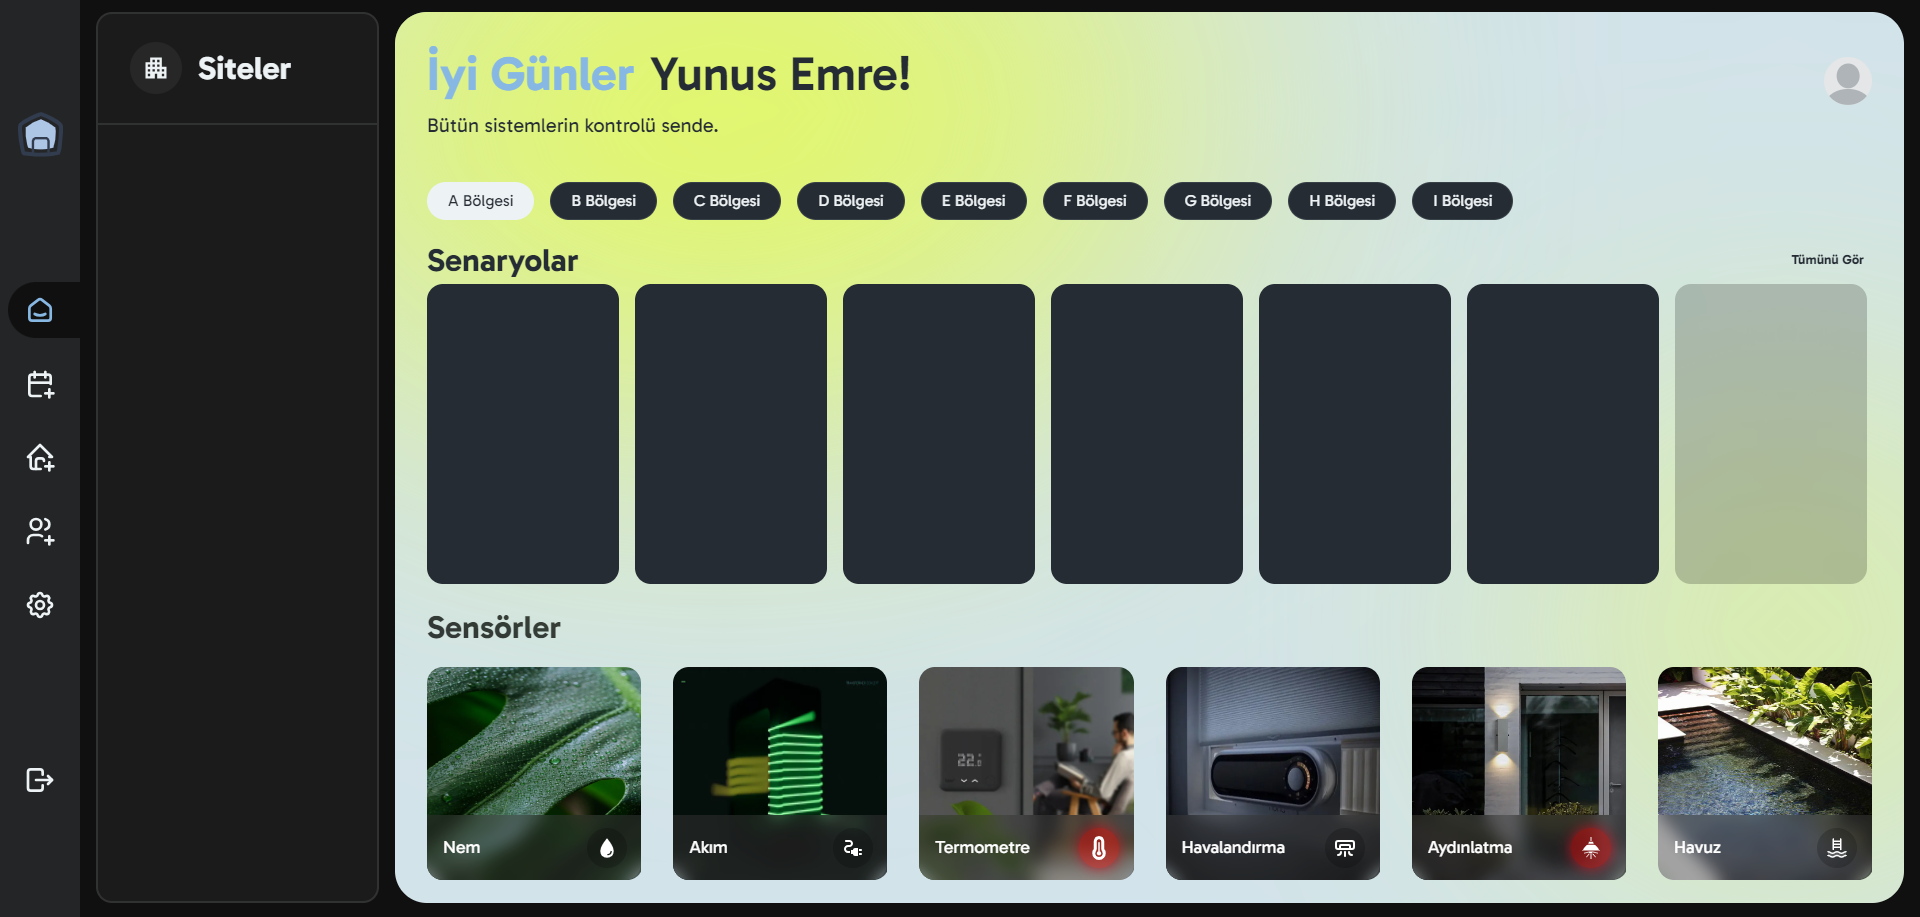 Siteler
İyi Günler Yunus Emre!
Bütün sistemlerin kontrolü sende.
A Bölgesi
B Bölgesi
C Bölgesi
D Bölgesi
E Bölgesi
F Bölgesi
G Bölgesi
H Bölgesi
I Bölgesi
Senaryolar
Tümünü Gör
Sensörler
22.
Nem
Akım
Termometre
Havalandırma
Aydınlatma
Havuz